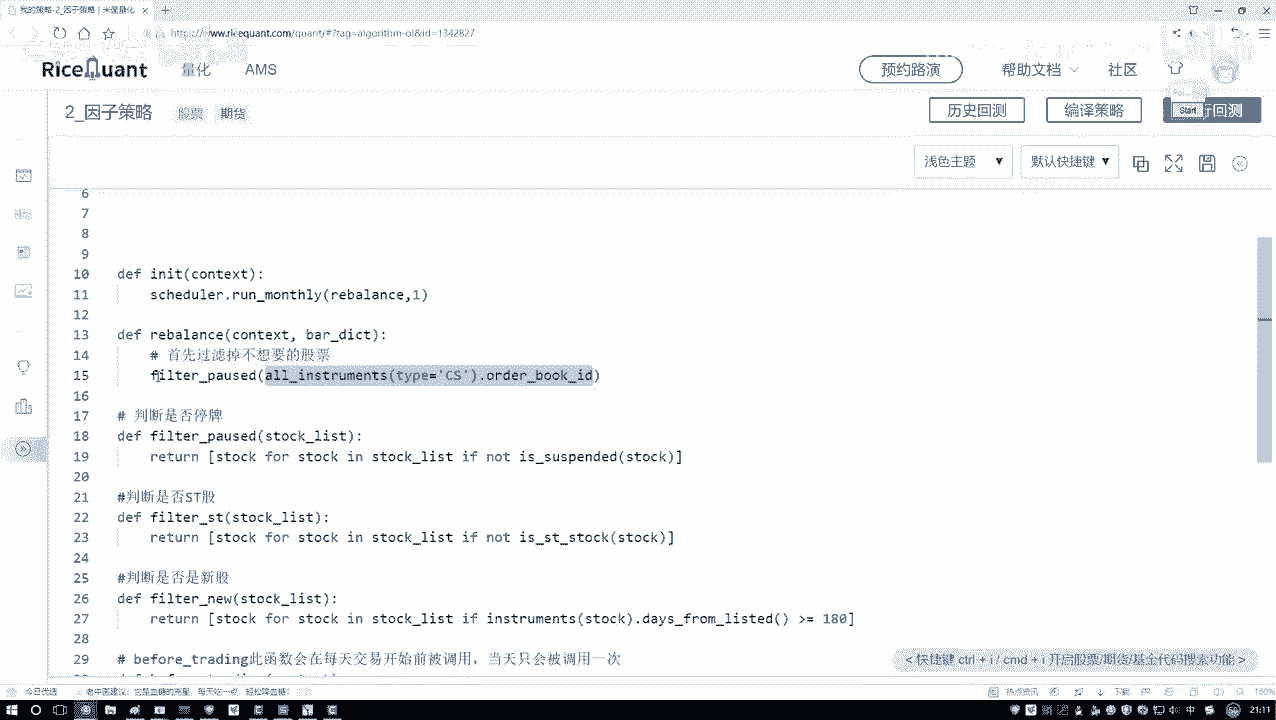 我的策略-2_因子策略 | 米筐量化
https://www.ricequant.com/quant/#?tag=algorithm-ol&id=1342827
RiceQuant 量化 AMS 预约路演 帮助文档 社区
2_因子策略 股票 期货 历史回测 编译策略 行回测
Start
浅色主题 默认快捷键
6
7
8
9
10 def init(context):
11 scheduler.run_monthly(rebalance,1)
12
13 def rebalance(context, bar_dict):
14 # 首先过滤掉不想要的股票
15 filter_paused(all_instruments(type='CS').order_book_id)
16
17 # 判断是否停牌
18 def filter_paused(stock_list):
19 return [stock for stock in stock_list if not is_suspended(stock)]
20
21 #判断是否ST股
22 def filter_st(stock_list):
23 return [stock for stock in stock_list if not is_st_stock(stock)]
24
25 #判断是否是新股
26 def filter_new(stock_list):
27 return [stock for stock in stock_list if instruments(stock).days_from_listed() >= 180]
28
29 # before_trading此函数会在每天交易开始前被调用，当天只会被调用一次
< 快捷键 ctrl + i / cmd + i 开启股票/期货/基金代码搜索功能 >
今日优选 热点资讯 下载 160%
中 21:11